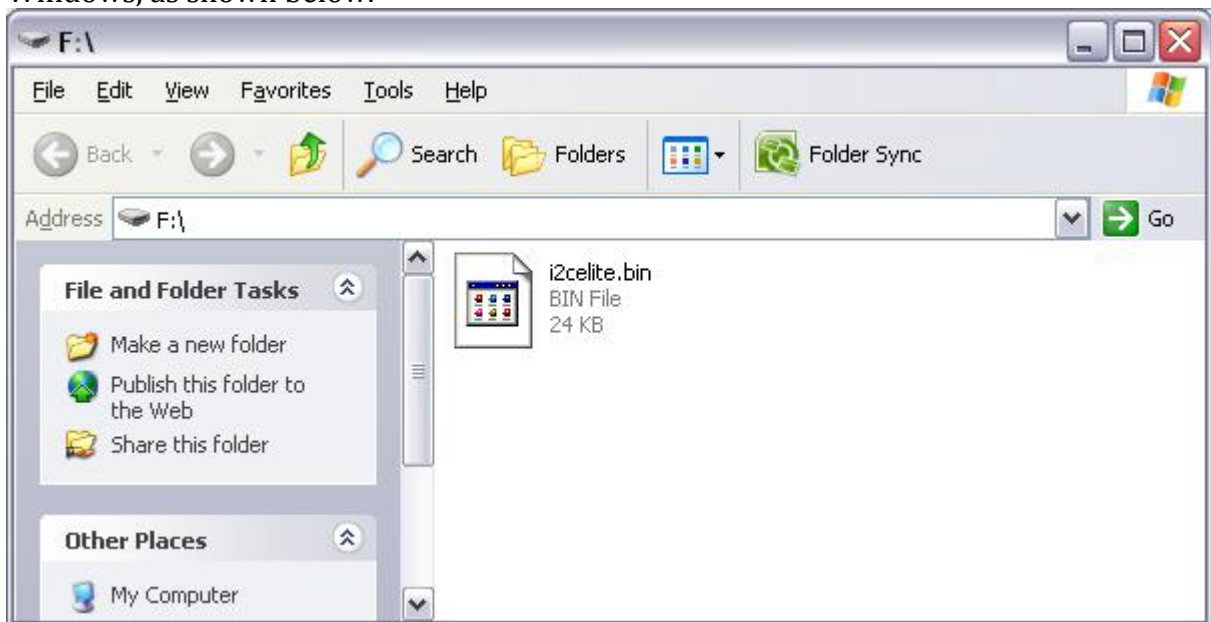 Windows, as shown below:
F:\
File Edit View Favorites Tools Help
Back Search Folders Folder Sync
Address F:\ Go
File and Folder Tasks
Make a new folder
Publish this folder to
the Web
Share this folder
Other Places
My Computer
i2celite.bin
BIN File
24 KB